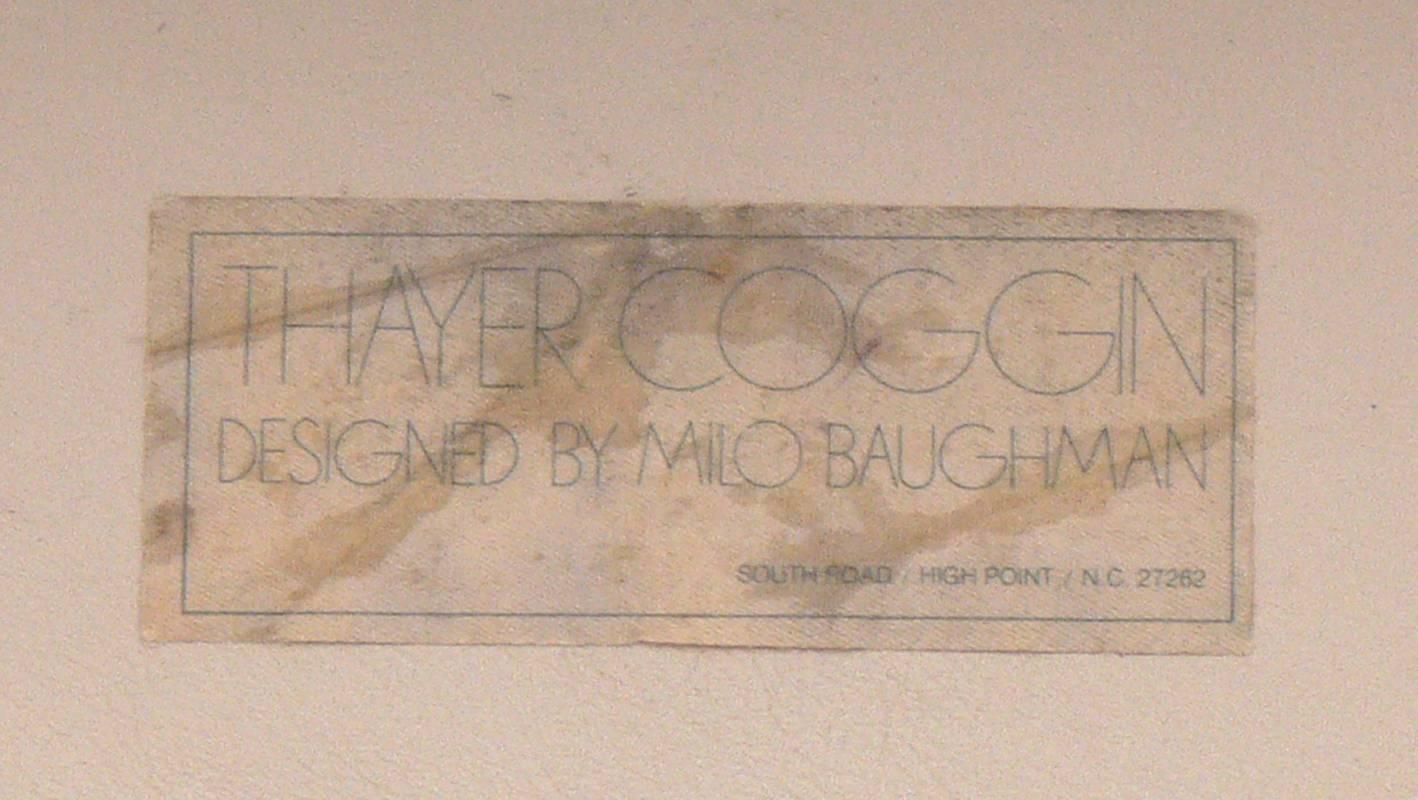 THAYER COGGIN
DESIGNED BY MILO BAUGHMAN
SOUTH ROAD / HIGH POINT / N.C. 27262